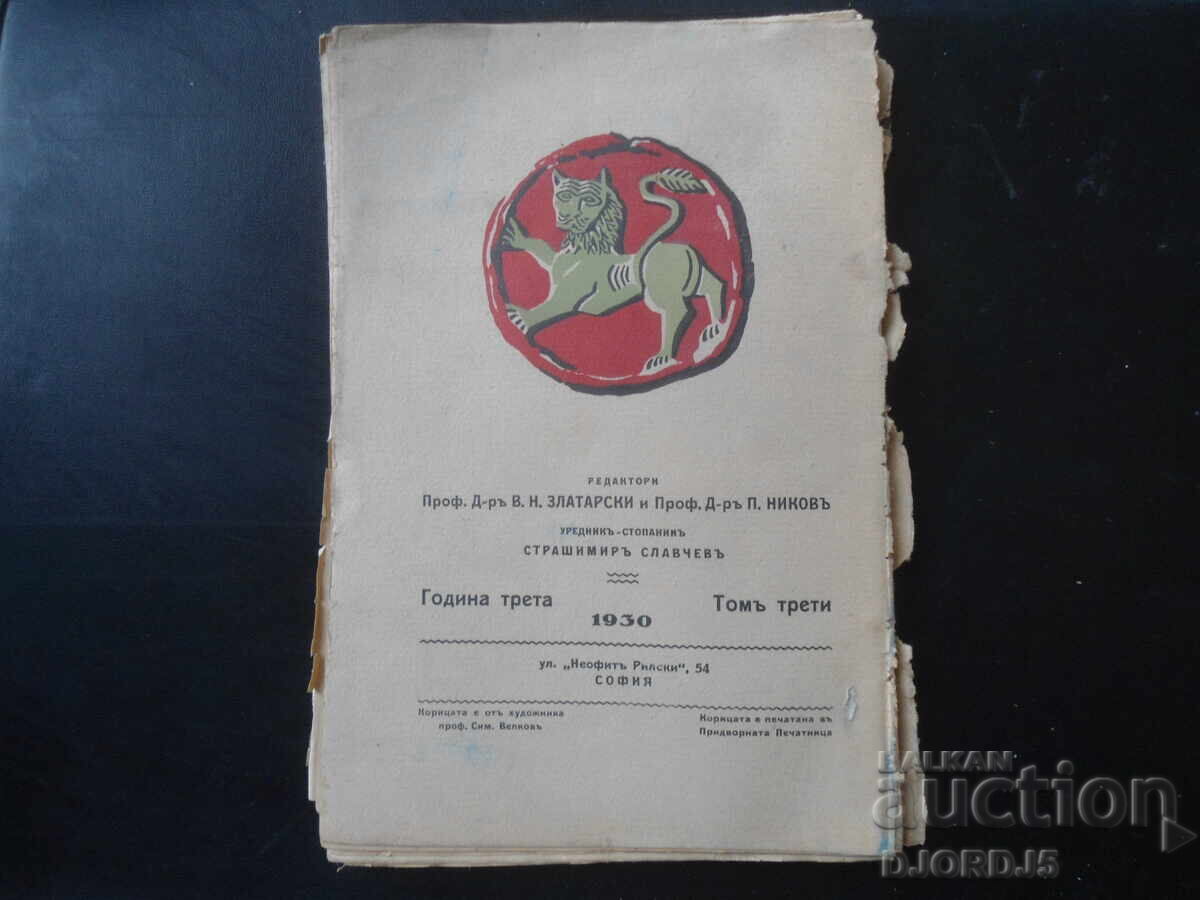 РЕДАКТОРИ
Проф. Д-ръ В. Н. ЗЛАТАРСКИ и Проф. Д-ръ П. НИКОВЪ
УРЕДНИКЪ-СТОПАНИНЪ
СТРАШИМИРЪ СЛАВЧЕВЪ
Година трета
Томъ трети
1930
ул. „Неофитъ Рилски", 54
СОФИЯ
Корицата е отъ художника
проф. Сим. Велковъ
Корицата е печатана въ
Придворната Печатница
BALKAN
auction
DJORDJ5